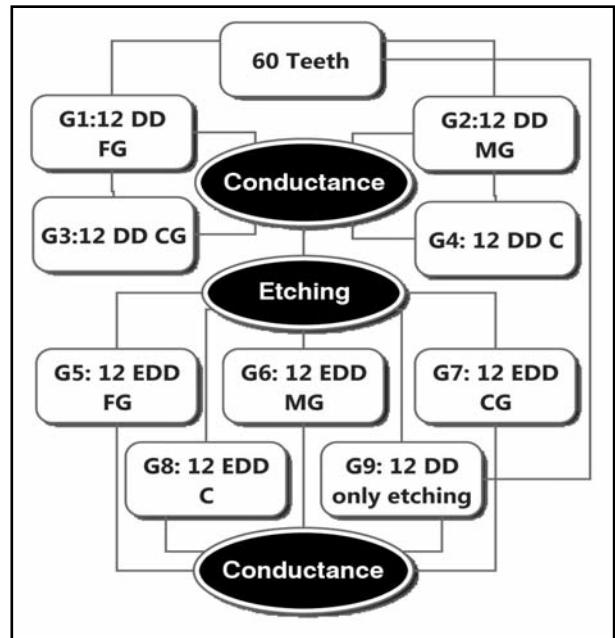 60 Teeth
G1:12 DD
FG
G2:12 DD
MG
Conductance
G3:12 DD CG
G4: 12 DD C
Etching
G5: 12 EDD
FG
G6: 12 EDD
MG
G7: 12 EDD
CG
G8: 12 EDD
C
G9: 12 DD
only etching
Conductance